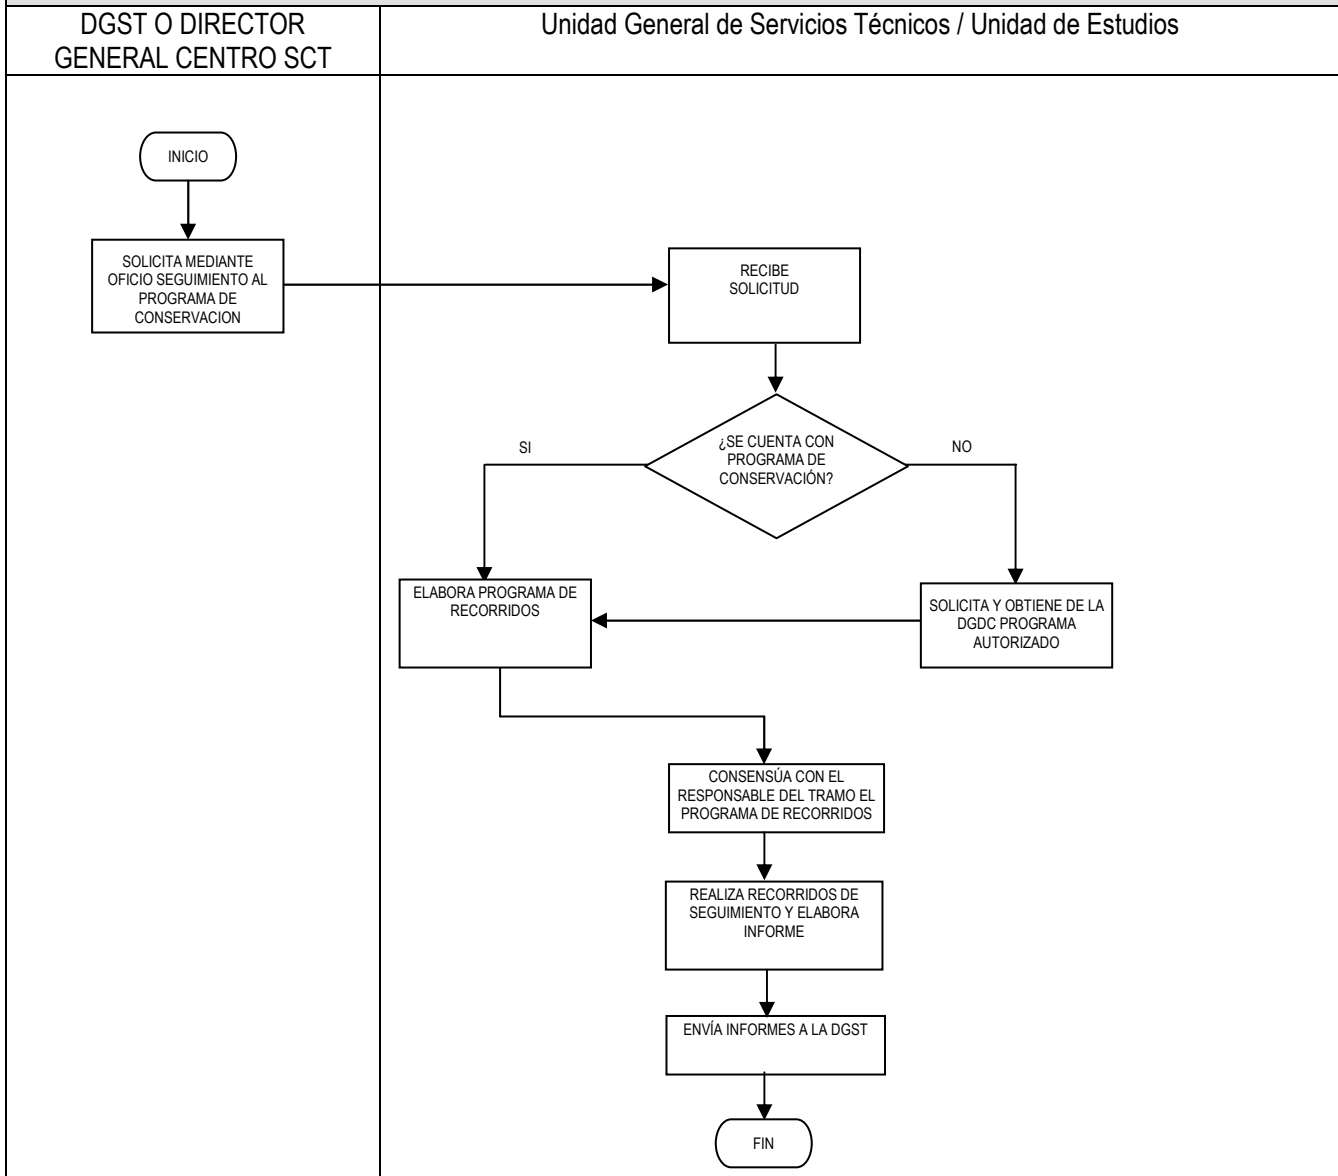 DGST O DIRECTOR
GENERAL CENTRO SCT
Unidad General de Servicios Técnicos / Unidad de Estudios
INICIO
SOLICITA MEDIANTE
OFICIO SEGUIMIENTO AL
PROGRAMA DE
CONSERVACION
RECIBE
SOLICITUD
¿SE CUENTA CON
PROGRAMA DE
CONSERVACIÓN?
SI
NO
ELABORA PROGRAMA DE
RECORRIDOS
SOLICITA Y OBTIENE DE LA
DGDC PROGRAMA
AUTORIZADO
CONSENSÚA CON EL
RESPONSABLE DEL TRAMO EL
PROGRAMA DE RECORRIDOS
REALIZA RECORRIDOS DE
SEGUIMIENTO Y ELABORA
INFORME
ENVÍA INFORMES A LA DGST
FIN